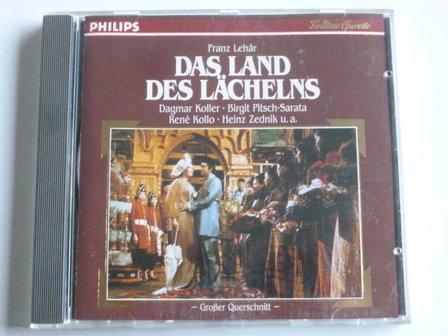 PHILIPS
Goldene Operette
Franz Lehár
DAS LAND
DES LÄCHELNS
Dagmar Koller · Birgit Pitsch-Sarata
René Kollo · Heinz Zednik u. a.
– Großer Querschnitt –